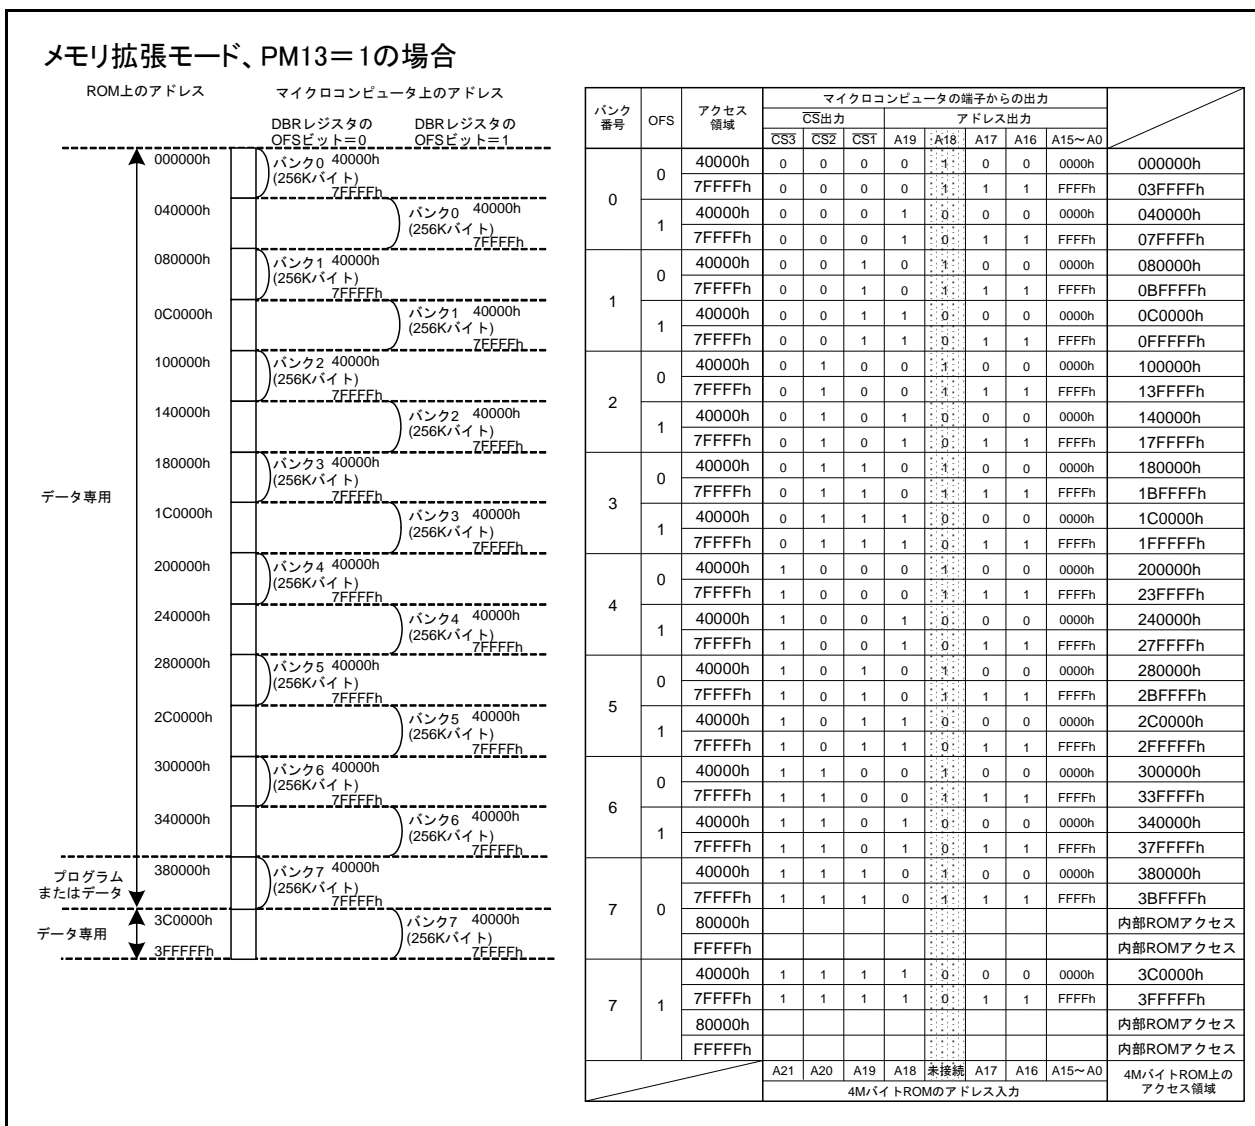 メモリ拡張モード、PM13＝1の場合
ROM上のアドレス
マイクロコンピュータ上のアドレス
DBRレジスタの
OFSビット＝0
DBRレジスタの
OFSビット＝1
000000h
バンク0 40000h
(256Kバイト)
7FFFFh
040000h
バンク0 40000h
(256Kバイト)
7FFFFh
080000h
バンク1 40000h
(256Kバイト)
7FFFFh
0C0000h
バンク1 40000h
(256Kバイト)
7FFFFh
100000h
バンク2 40000h
(256Kバイト)
7FFFFh
140000h
バンク2 40000h
(256Kバイト)
7FFFFh
180000h
バンク3 40000h
(256Kバイト)
7FFFFh
データ専用
1C0000h
バンク3 40000h
(256Kバイト)
7FFFFh
200000h
バンク4 40000h
(256Kバイト)
7FFFFh
240000h
バンク4 40000h
(256Kバイト)
7FFFFh
280000h
バンク5 40000h
(256Kバイト)
7FFFFh
2C0000h
バンク5 40000h
(256Kバイト)
7FFFFh
300000h
バンク6 40000h
(256Kバイト)
7FFFFh
340000h
バンク6 40000h
(256Kバイト)
7FFFFh
プログラム
またはデータ
380000h
バンク7 40000h
(256Kバイト)
7FFFFh
データ専用
3C0000h
3FFFFFh
バンク7 40000h
(256Kバイト)
7FFFFh
バンク
番号
OFS
アクセス
領域
マイクロコンピュータの端子からの出力
CS出力 アドレス出力
CS3 CS2 CS1 A19 A18 A17 A16 A15～A0
0 0 40000h 0 0 0 0 1 0 0 0000h 000000h
7FFFFh 0 0 0 0 1 1 1 FFFFh 03FFFFh
1 40000h 0 0 0 1 0 0 0 0000h 040000h
7FFFFh 0 0 0 1 0 1 1 FFFFh 07FFFFh
1 0 40000h 0 0 1 0 1 0 0 0000h 080000h
7FFFFh 0 0 1 0 1 1 1 FFFFh 0BFFFFh
1 40000h 0 0 1 1 0 0 0 0000h 0C0000h
7FFFFh 0 0 1 1 0 1 1 FFFFh 0FFFFFh
2 0 40000h 0 1 0 0 1 0 0 0000h 100000h
7FFFFh 0 1 0 0 1 1 1 FFFFh 13FFFFh
1 40000h 0 1 0 1 0 0 0 0000h 140000h
7FFFFh 0 1 0 1 0 1 1 FFFFh 17FFFFh
3 0 40000h 0 1 1 0 1 0 0 0000h 180000h
7FFFFh 0 1 1 0 1 1 1 FFFFh 1BFFFFh
1 40000h 0 1 1 1 0 0 0 0000h 1C0000h
7FFFFh 0 1 1 1 0 1 1 FFFFh 1FFFFFh
4 0 40000h 1 0 0 0 1 0 0 0000h 200000h
7FFFFh 1 0 0 0 1 1 1 FFFFh 23FFFFh
1 40000h 1 0 0 1 0 0 0 0000h 240000h
7FFFFh 1 0 0 1 0 1 1 FFFFh 27FFFFh
5 0 40000h 1 0 1 0 1 0 0 0000h 280000h
7FFFFh 1 0 1 0 1 1 1 FFFFh 2BFFFFh
1 40000h 1 0 1 1 0 0 0 0000h 2C0000h
7FFFFh 1 0 1 1 0 1 1 FFFFh 2FFFFFh
6 0 40000h 1 1 0 0 1 0 0 0000h 300000h
7FFFFh 1 1 0 0 1 1 1 FFFFh 33FFFFh
1 40000h 1 1 0 1 0 0 0 0000h 340000h
7FFFFh 1 1 0 1 0 1 1 FFFFh 37FFFFh
7 0 40000h 1 1 1 0 1 0 0 0000h 380000h
7FFFFh 1 1 1 0 1 1 1 FFFFh 3BFFFFh
80000h 内部ROMアクセス
FFFFFh 内部ROMアクセス
7 1 40000h 1 1 1 1 0 0 0 0000h 3C0000h
7FFFFh 1 1 1 1 0 1 1 FFFFh 3FFFFFh
80000h 内部ROMアクセス
FFFFFh 内部ROMアクセス
A21 A20 A19 A18 未接続 A17 A16 A15～A0
4MバイトROMのアドレス入力
4MバイトROM上の
アクセス領域